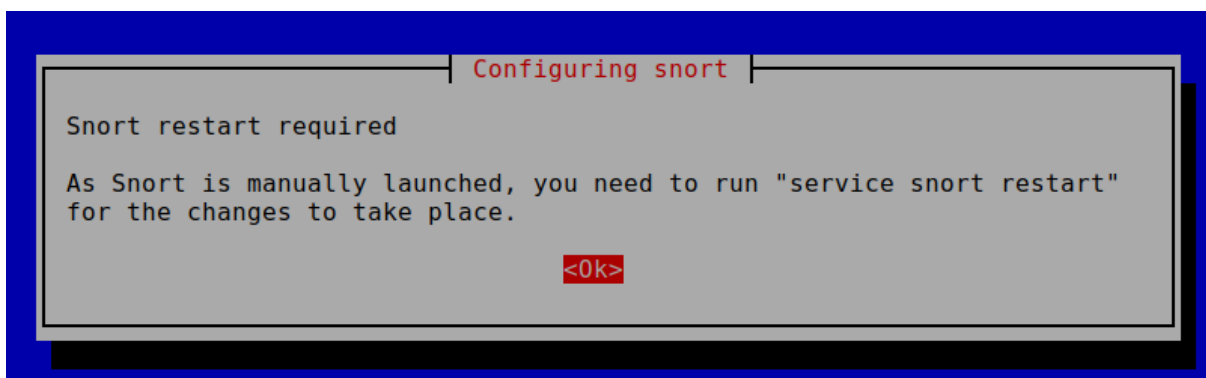 Configuring snort
Snort restart required
As Snort is manually launched, you need to run "service snort restart"
for the changes to take place.
<Ok>